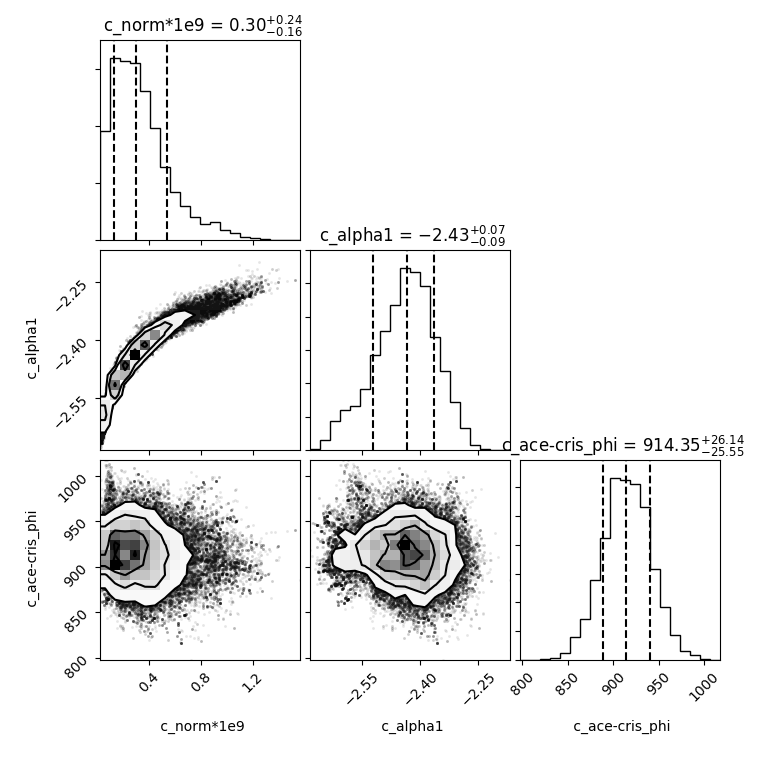 c_norm*1e9 = 0.30+0.24−0.16
c_alpha1 = −2.43+0.07−0.09
c_alpha1
−2.25
−2.40
−2.55
c_ace-cris_phi = 914.35+26.14−25.55
c_ace-cris_phi
1000
950
900
850
800
0.4 0.8 1.2
−2.55 −2.40 −2.25
800 850 900 950 1000
c_norm*1e9 c_alpha1 c_ace-cris_phi